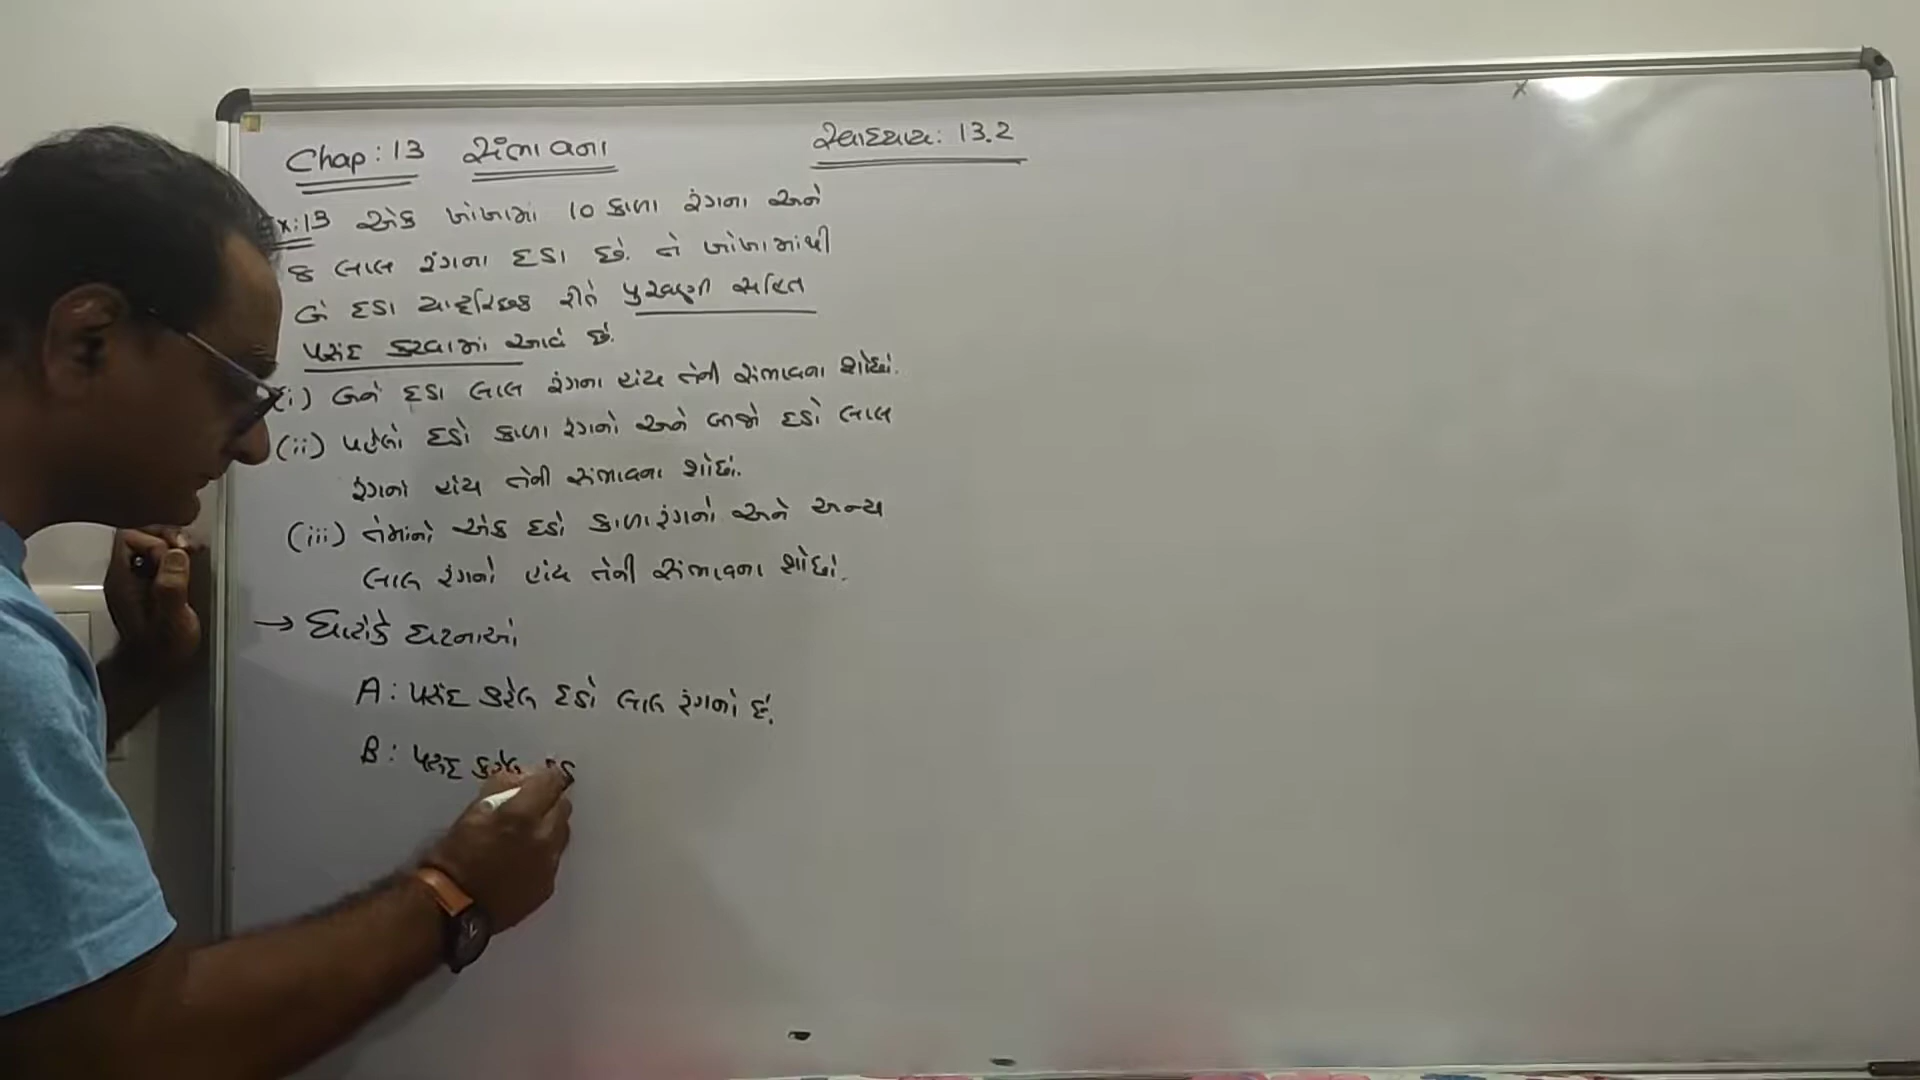 Chap: 13 સંભાવના સ્વાધ્યાય: 13.2
Ex:13 એક ખોખામાં 10 કાળા રંગના અને
8 લાલ રંગના દડા છે. તે ખોખામાંથી
બે દડા યાદૃચ્છિક રીતે પુરવણી સહિત
પસંદ કરવામાં આવે છે.
(i) બંને દડા લાલ રંગના હોય તેની સંભાવના શોધો.
(ii) પહેલો દડો કાળા રંગનો અને બીજો દડો લાલ
રંગનો હોય તેની સંભાવના શોધો.
(iii) તેમાંનો એક દડો કાળા રંગનો અને અન્ય
લાલ રંગનો હોય તેની સંભાવના શોધો.
→ ધારોકે ઘટનાઓ
A: પસંદ કરેલ દડો લાલ રંગનો છે.
B: પસંદ કરેલ